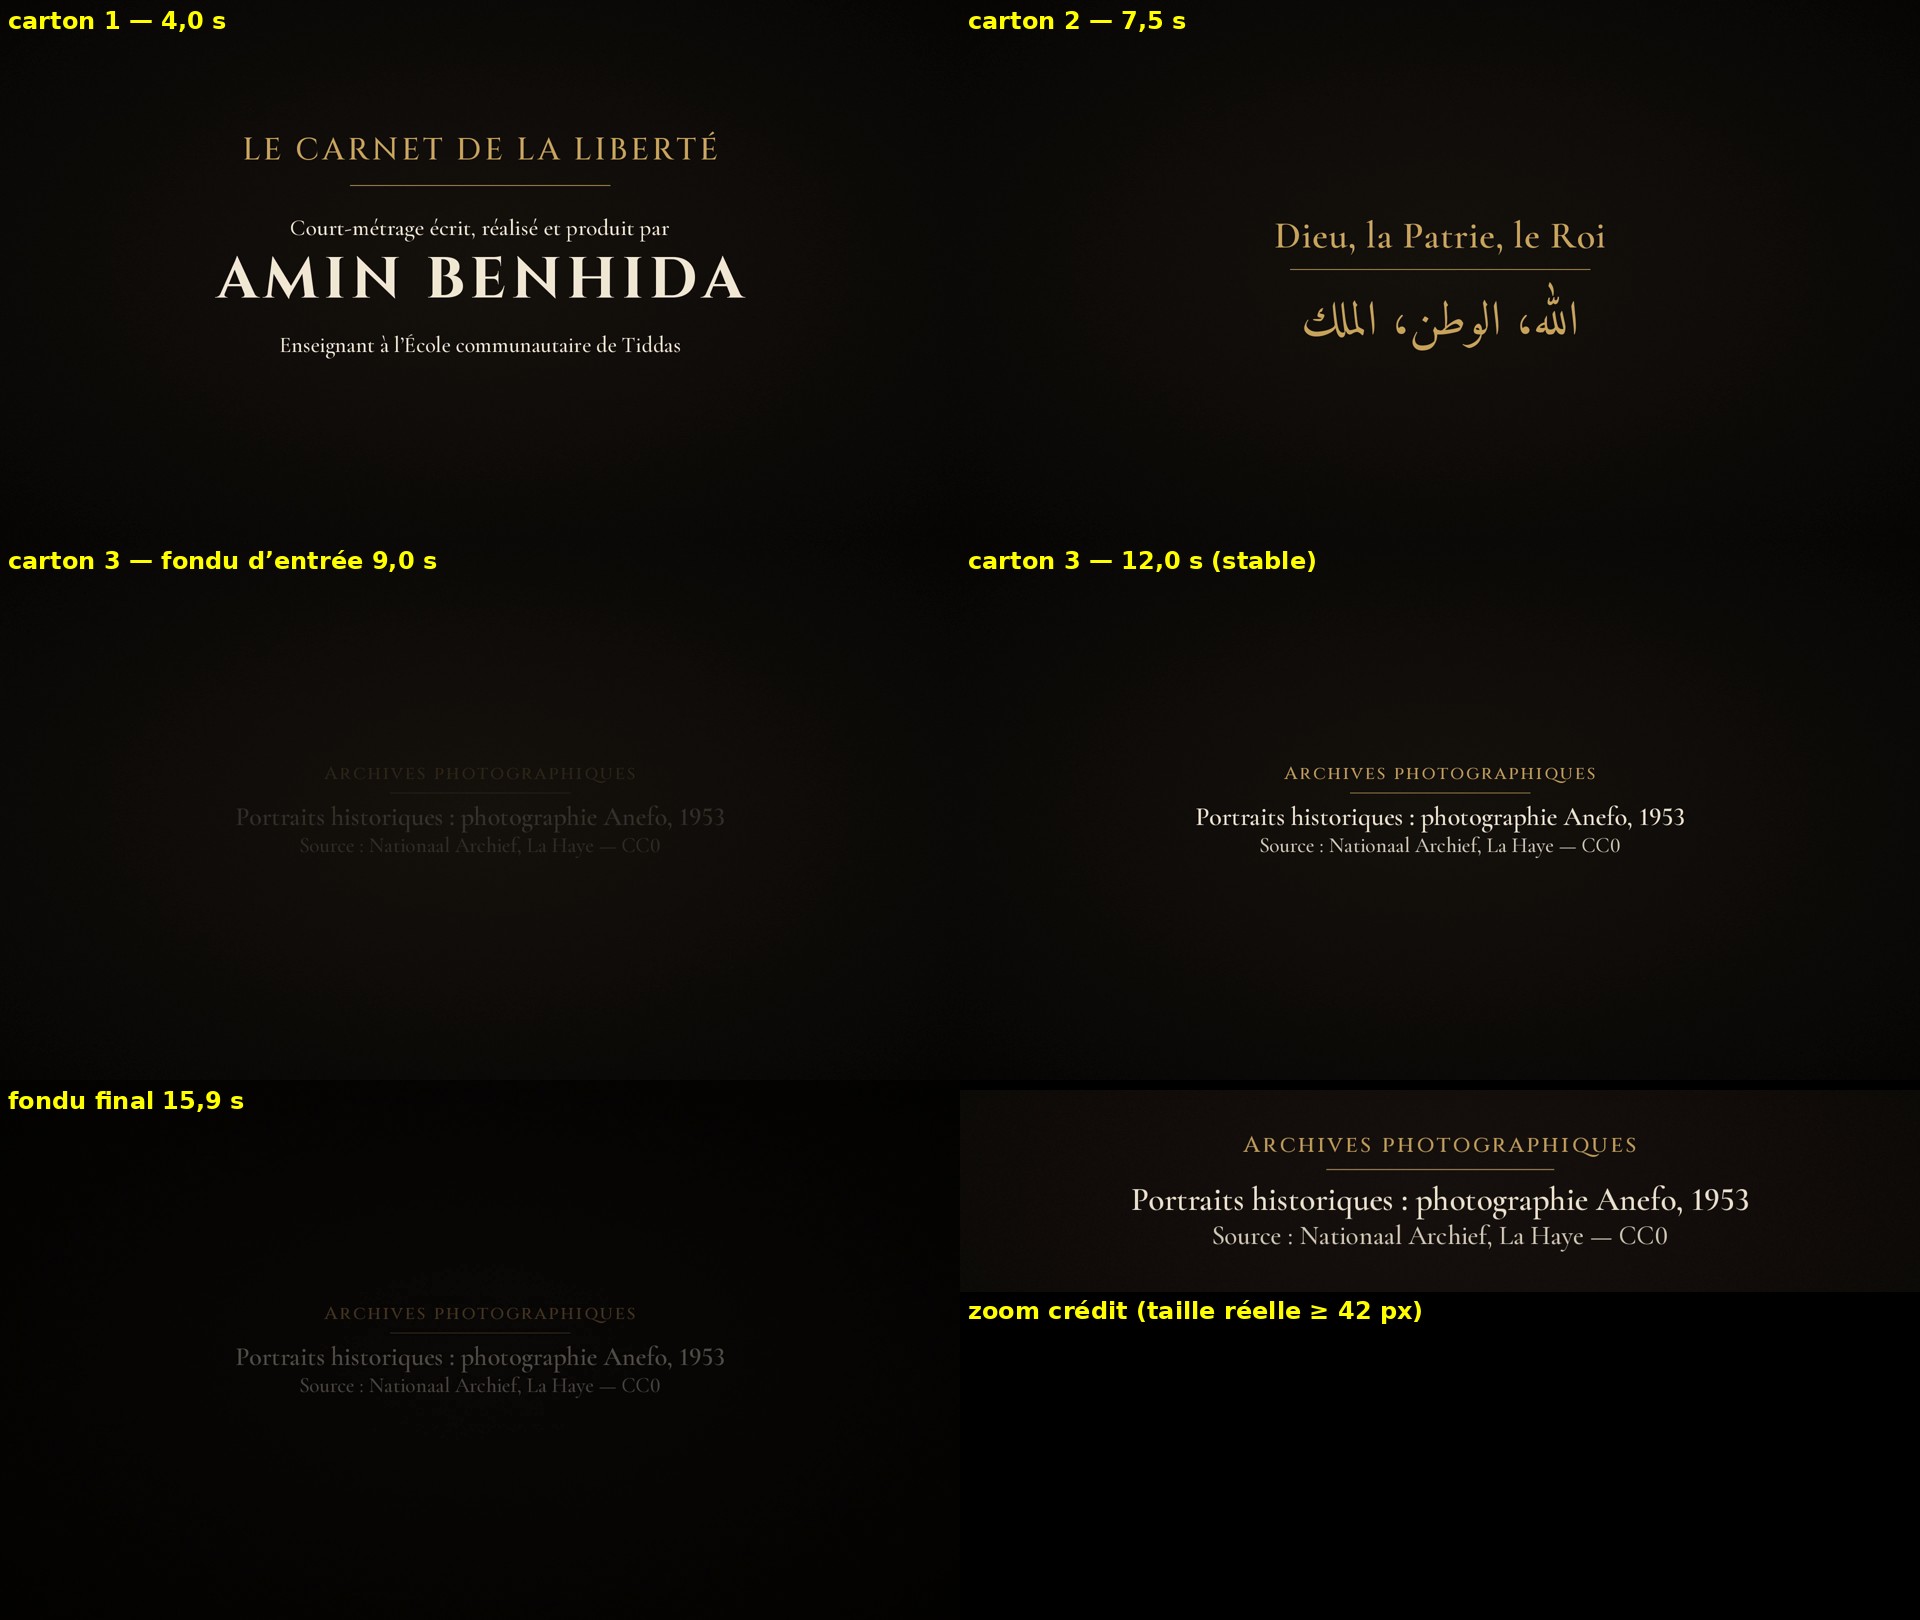 carton 1 — 4,0 s
LE CARNET DE LA LIBERTÉ
Court-métrage écrit, réalisé et produit par
AMIN BENHIDA
Enseignant à l’École communautaire de Tiddas
carton 2 — 7,5 s
Dieu, la Patrie, le Roi
الله، الوطن، الملك
carton 3 — fondu d’entrée 9,0 s
Archives photographiques
Portraits historiques : photographie Anefo, 1953
Source : Nationaal Archief, La Haye — CC0
carton 3 — 12,0 s (stable)
Archives photographiques
Portraits historiques : photographie Anefo, 1953
Source : Nationaal Archief, La Haye — CC0
fondu final 15,9 s
Archives photographiques
Portraits historiques : photographie Anefo, 1953
Source : Nationaal Archief, La Haye — CC0
Archives photographiques
Portraits historiques : photographie Anefo, 1953
Source : Nationaal Archief, La Haye — CC0
zoom crédit (taille réelle ≥ 42 px)